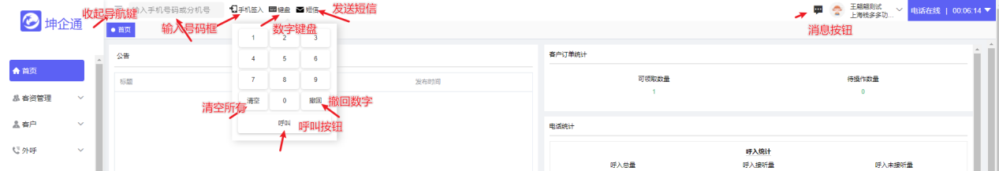 坤企通
收起导航键
输入手机号码或分机号
手机签入
键盘
短信
发送短信
王翩翩测试
上海钱多多功...
电话在线 | 00:06:14
输入号码框
数字键盘
消息按钮
首页
1 2 3
4 5 6
7 8 9
清空 0 撤回
呼叫
清空所有
撤回数字
呼叫按钮
首页
客资管理
客户
外呼
公告
标题
发布时间
客户订单统计
可领取数量
待操作数量
1
0
电话统计
呼入统计
呼入总量
呼入接听量
呼入未接听量